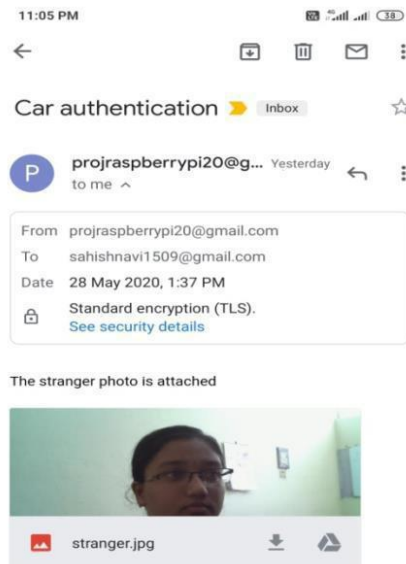 11:05 PM
38
Car authentication Inbox
P
projraspberrypi20@g... Yesterday
to me
From projraspberrypi20@gmail.com
To sahishnavi1509@gmail.com
Date 28 May 2020, 1:37 PM
Standard encryption (TLS).
See security details
The stranger photo is attached
stranger.jpg